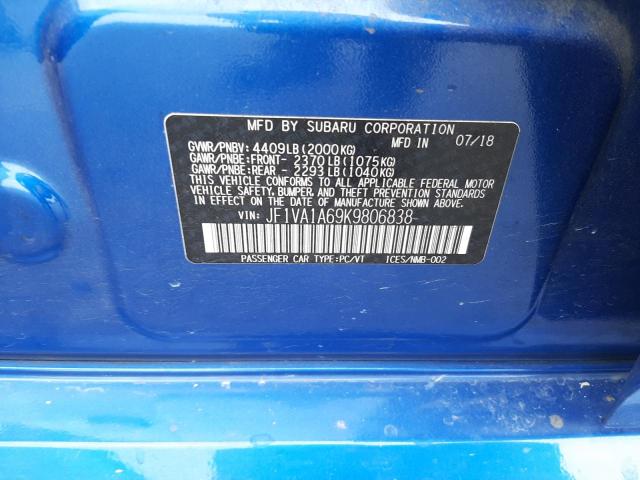 MFD BY SUBARU CORPORATION
GVWR/PNBV: 4409LB(2000KG) MFD IN 07/18
GAWR/PNBE:FRONT- 2370LB(1075KG)
GAWR/PNBE:REAR - 2293LB(1040KG)
THIS VEHICLE CONFORMS TO ALL APPLICABLE FEDERAL MOTOR
VEHICLE SAFETY, BUMPER, AND THEFT PREVENTION STANDARDS
IN EFFECT ON THE DATE OF MANUFACTURE SHOWN ABOVE.
VIN: JF1VA1A69K9806838
PASSENGER CAR TYPE:PC/VT ICES/NMB-002